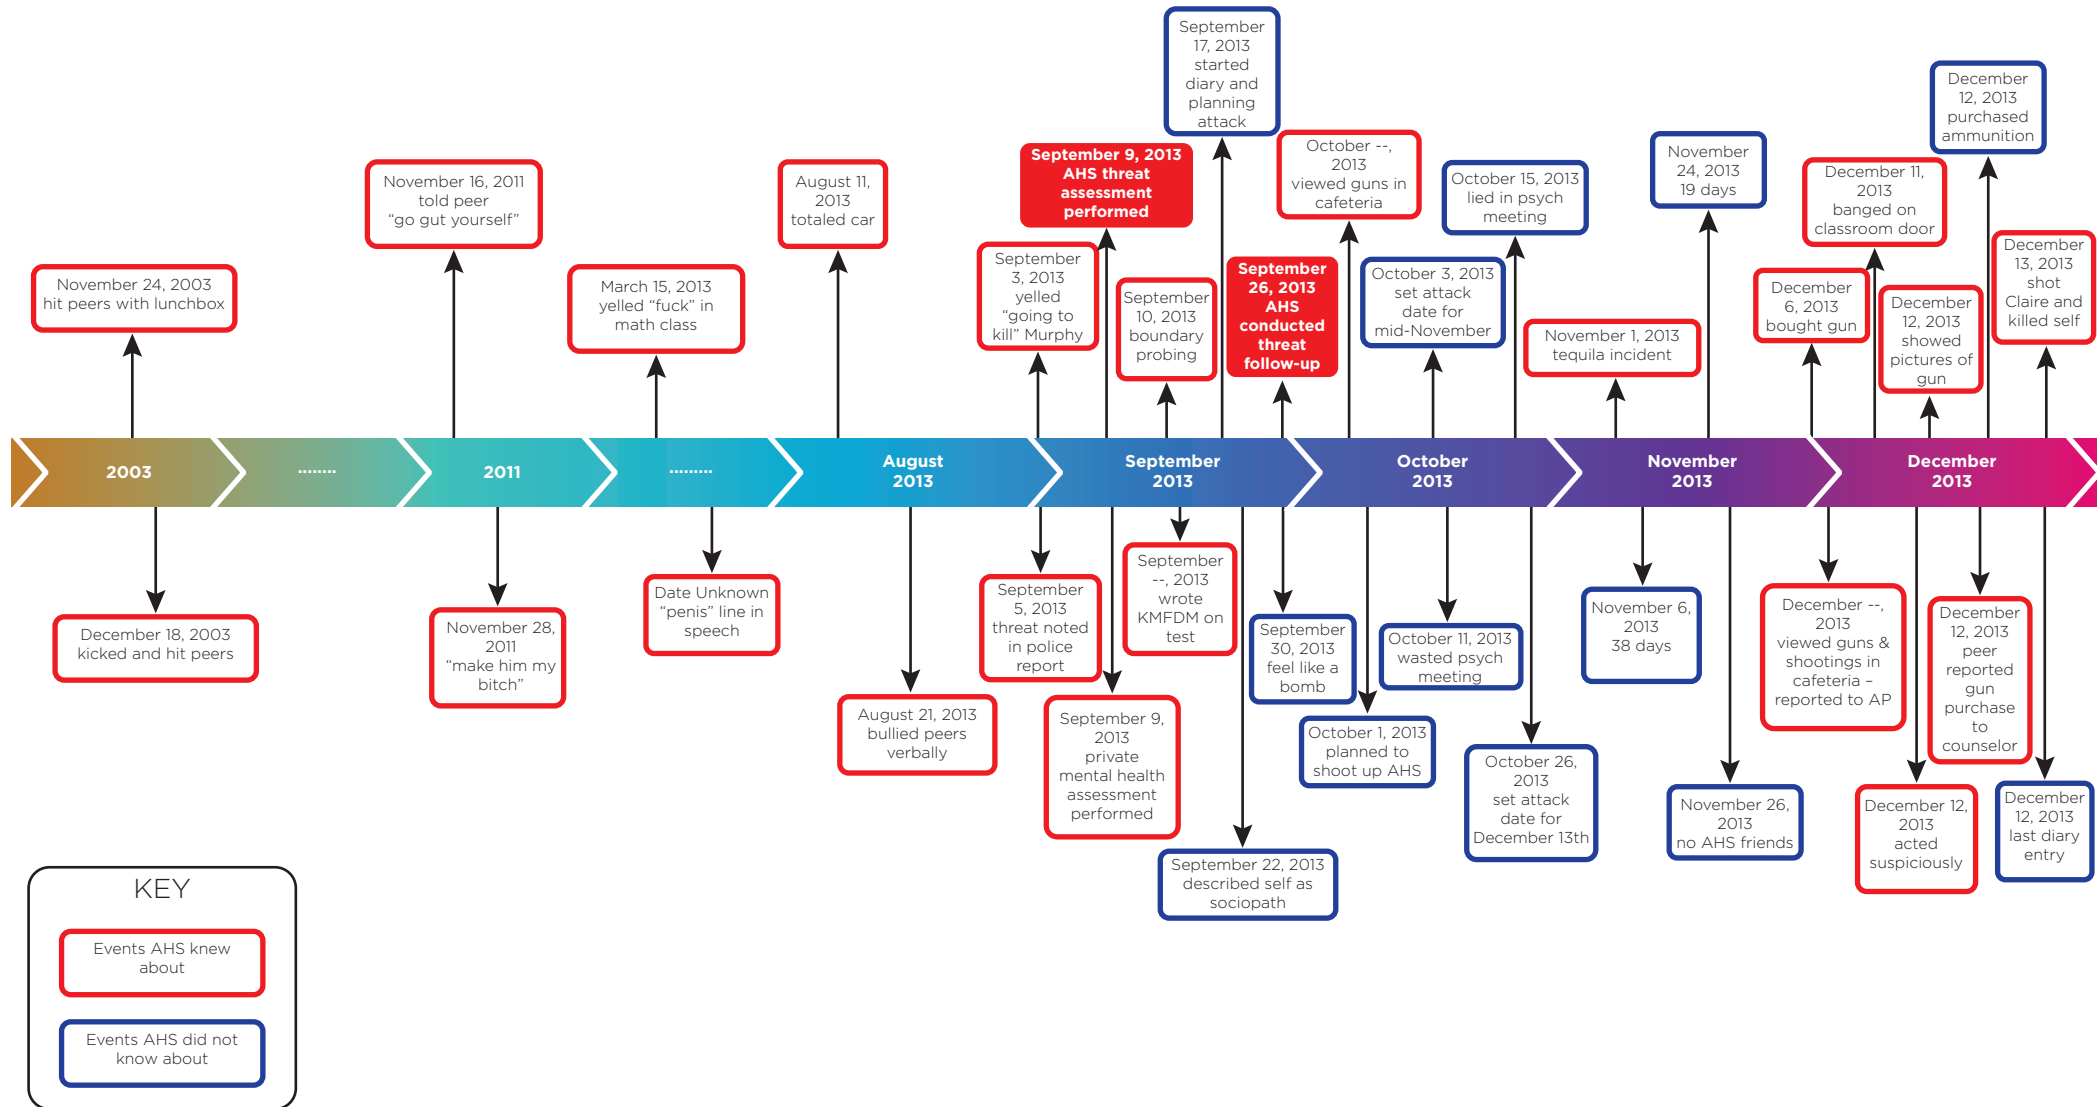 November 24, 2003
hit peers with lunchbox
November 16, 2011
told peer
“go gut yourself”
March 15, 2013
yelled “fuck” in
math class
August 11,
2013
totaled car
September
3, 2013
yelled
“going to
kill” Murphy
September 9, 2013
AHS threat
assessment
performed
September
10, 2013
boundary
probing
September
17, 2013
started
diary and
planning
attack
September
26, 2013
AHS
conducted
threat
follow-up
October --,
2013
viewed guns in
cafeteria
October 3, 2013
set attack
date for
mid-November
October 15, 2013
lied in psych
meeting
November 1, 2013
tequila incident
November
24, 2013
19 days
December
6, 2013
bought gun
December 11,
2013
banged on
classroom door
December
12, 2013
showed
pictures of
gun
December
12, 2013
purchased
ammunition
December
13, 2013
shot
Claire and
killed self
2003
........
2011
.........
August
2013
September
2013
October
2013
November
2013
December
2013
December 18, 2003
kicked and hit peers
November 28,
2011
“make him my
bitch”
Date Unknown
“penis” line in
speech
August 21, 2013
bullied peers
verbally
September
5, 2013
threat noted
in police
report
September 9,
2013
private
mental health
assessment
performed
September
--, 2013
wrote
KMFDM on
test
September 22, 2013
described self as
sociopath
September
30, 2013
feel like a
bomb
October 1, 2013
planned to
shoot up AHS
October 11, 2013
wasted psych
meeting
October 26,
2013
set attack
date for
December 13th
November 6,
2013
38 days
November 26,
2013
no AHS friends
December --,
2013
viewed guns &
shootings in
cafeteria –
reported to AP
December 12,
2013
acted
suspiciously
December
12, 2013
peer
reported
gun
purchase
to
counselor
December
12, 2013
last diary
entry
KEY
Events AHS knew
about
Events AHS did not
know about